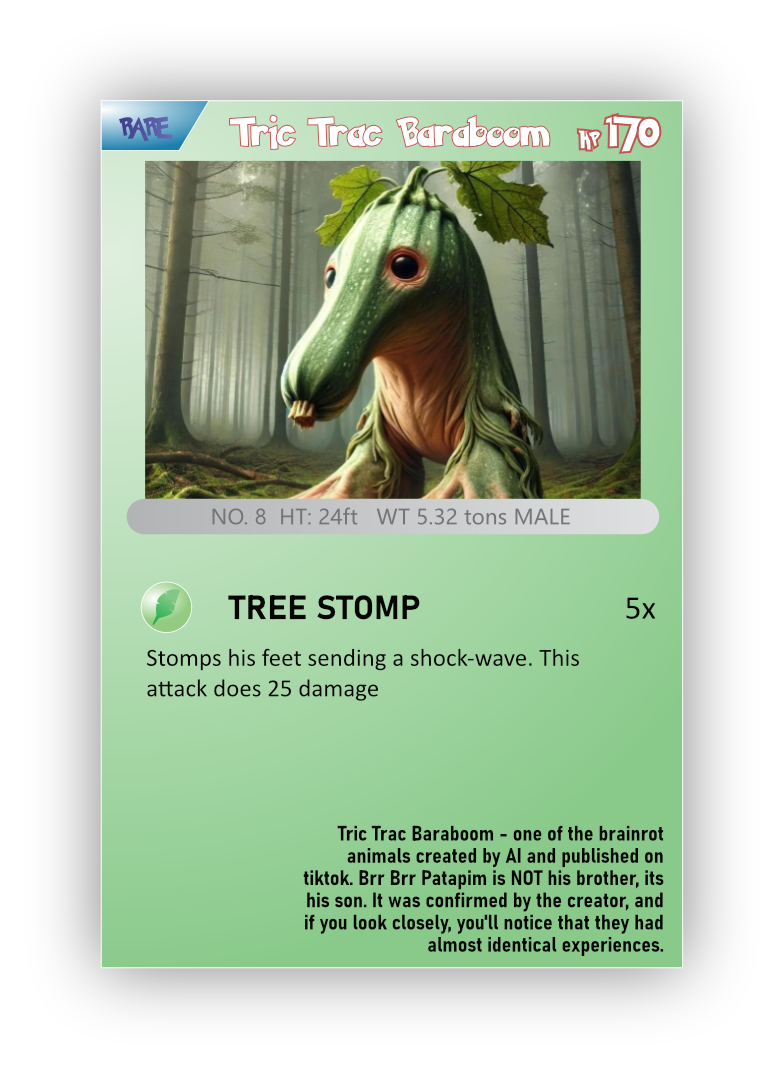 RARE Tric Trac Baraboom HP 170
NO. 8 HT: 24ft WT 5.32 tons MALE
TREE STOMP 5x
Stomps his feet sending a shock-wave. This
attack does 25 damage
Tric Trac Baraboom - one of the brainrot
animals created by AI and published on
tiktok. Brr Brr Patapim is NOT his brother, its
his son. It was confirmed by the creator, and
if you look closely, you'll notice that they had
almost identical experiences.